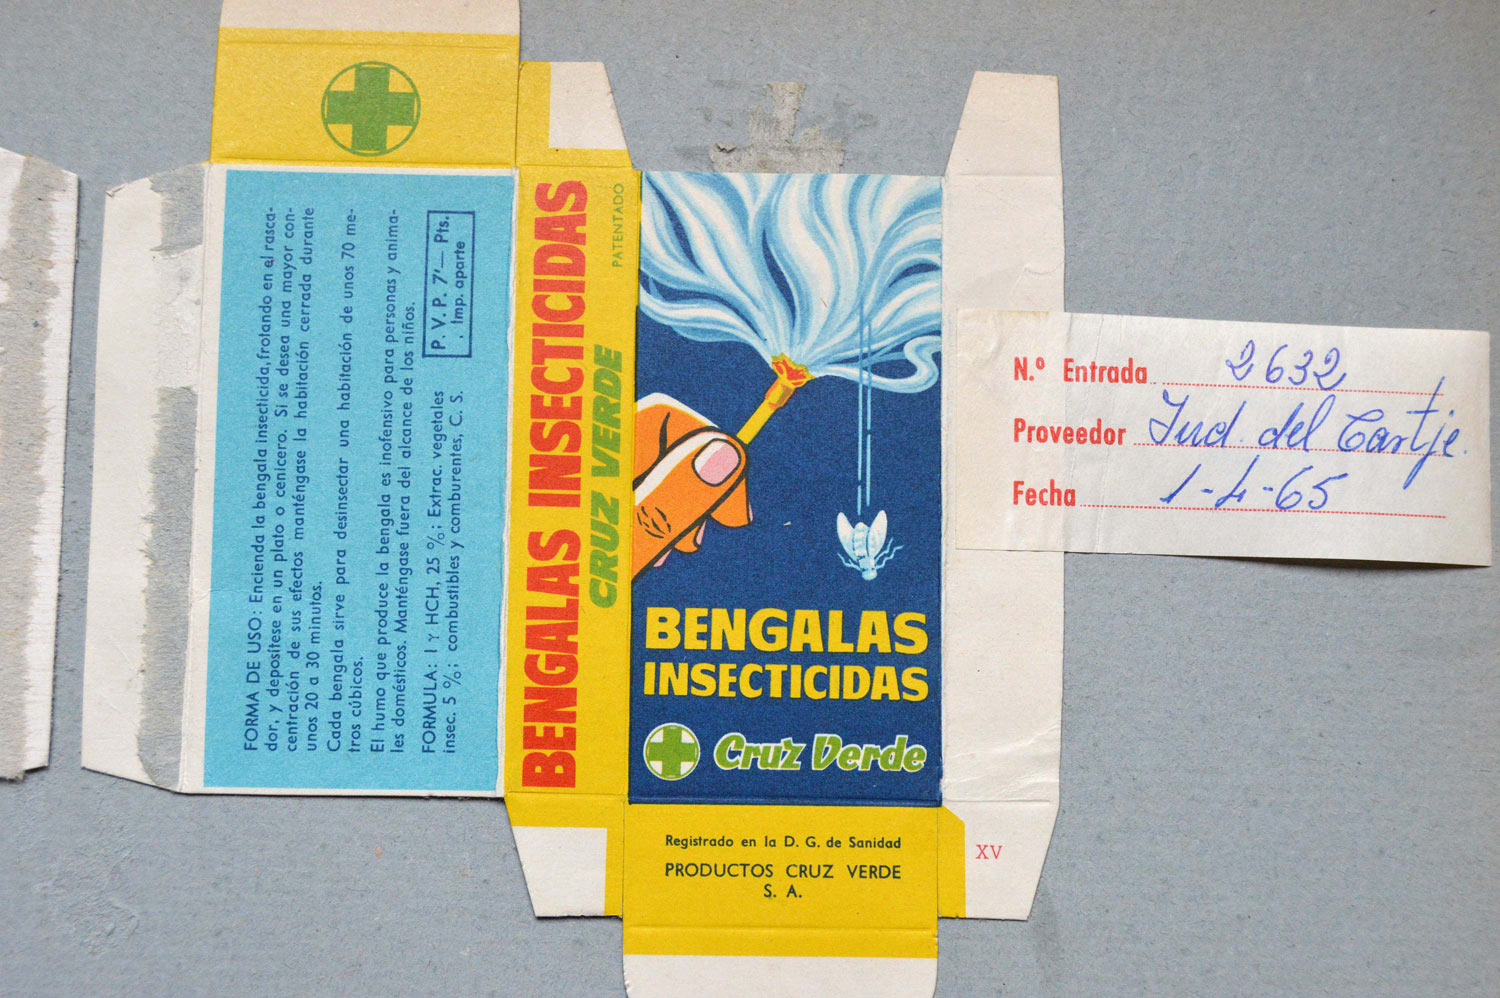 FORMA DE USO: Encienda la bengala insecticida, frotando en el rasca-
dor, y deposítese en un plato o cenicero. Si se desea una mayor con-
centración de sus efectos manténgase la habitación cerrada durante
unos 20 a 30 minutos.
Cada bengala sirve para desinsectar una habitación de unos 70 me-
tros cúbicos.
El humo que produce la bengala es inofensivo para personas y anima-
les domésticos. Manténgase fuera del alcance de los niños.
FORMULA: I γ HCH, 25 %; Extrac. vegetales
insec. 5 %; combustibles y comburentes, C. S.
P. V. P. 7'— Pts.
Imp. aparte
BENGALAS INSECTICIDAS
CRUZ VERDE
PATENTADO
BENGALAS
INSECTICIDAS
Cruz Verde
Registrado en la D. G. de Sanidad
PRODUCTOS CRUZ VERDE
S. A.
XV
N.º Entrada 2632
Proveedor Ind. del Cartje.
Fecha 1-4-65